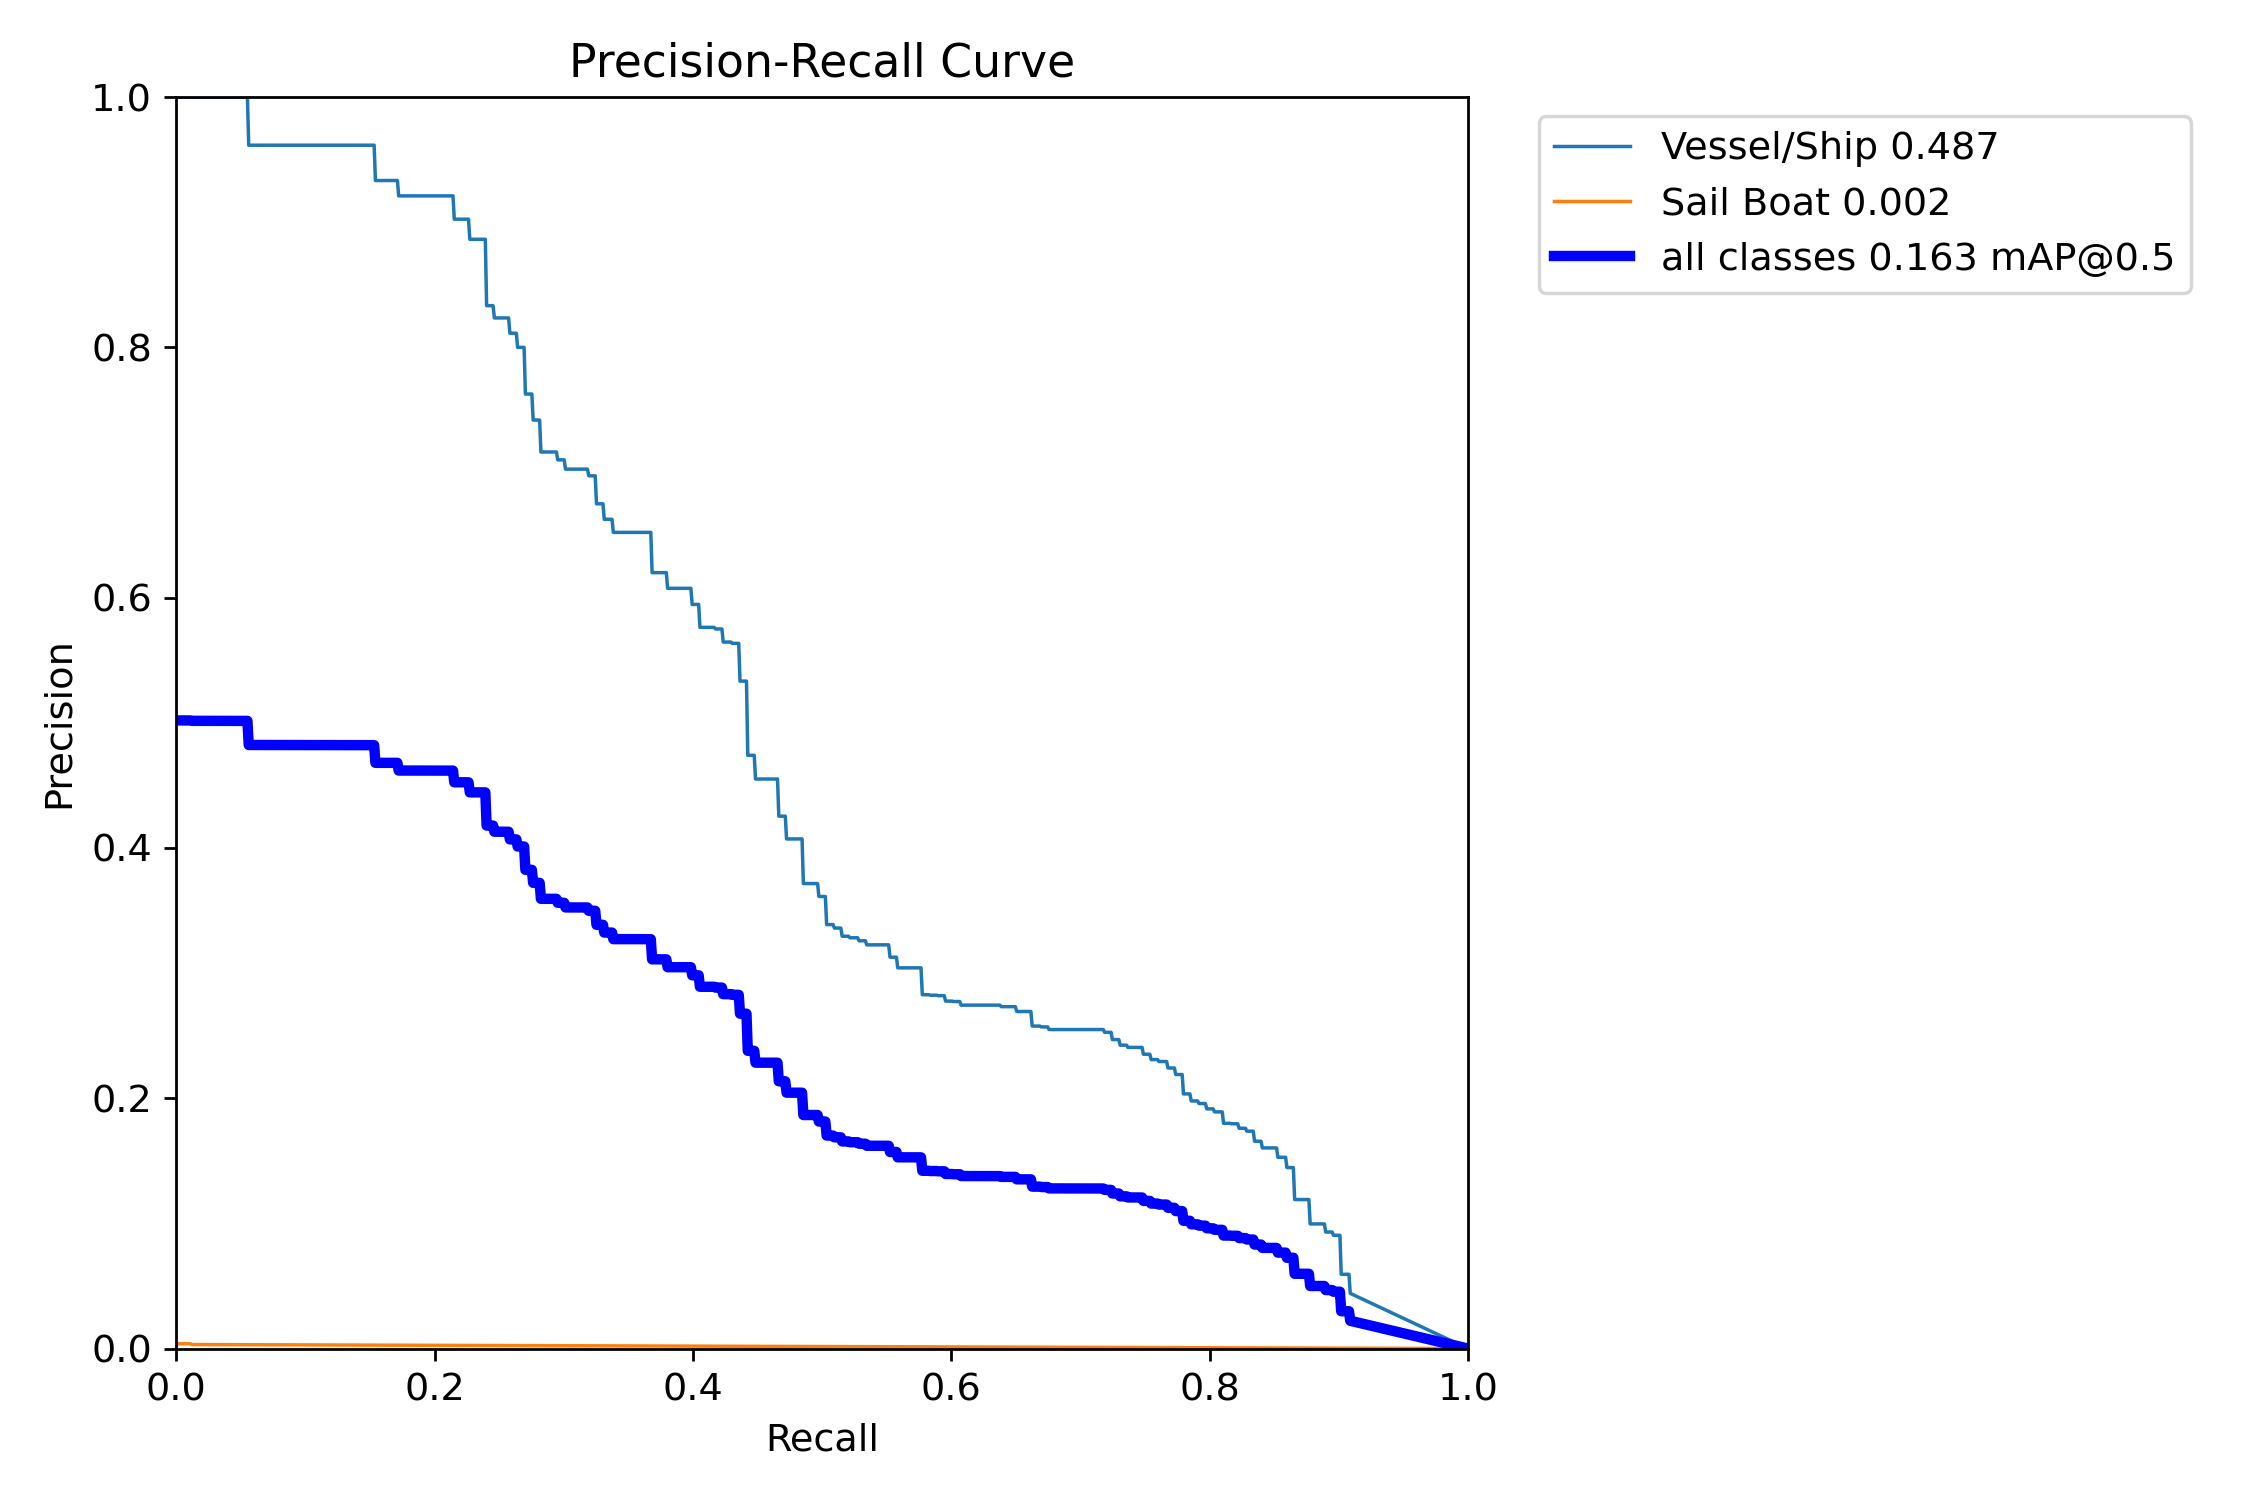 Precision-Recall Curve
1.0
0.8
0.6
0.4
0.2
0.0
Precision
0.0 0.2 0.4 0.6 0.8 1.0
Recall
Vessel/Ship 0.487
Sail Boat 0.002
all classes 0.163 mAP@0.5